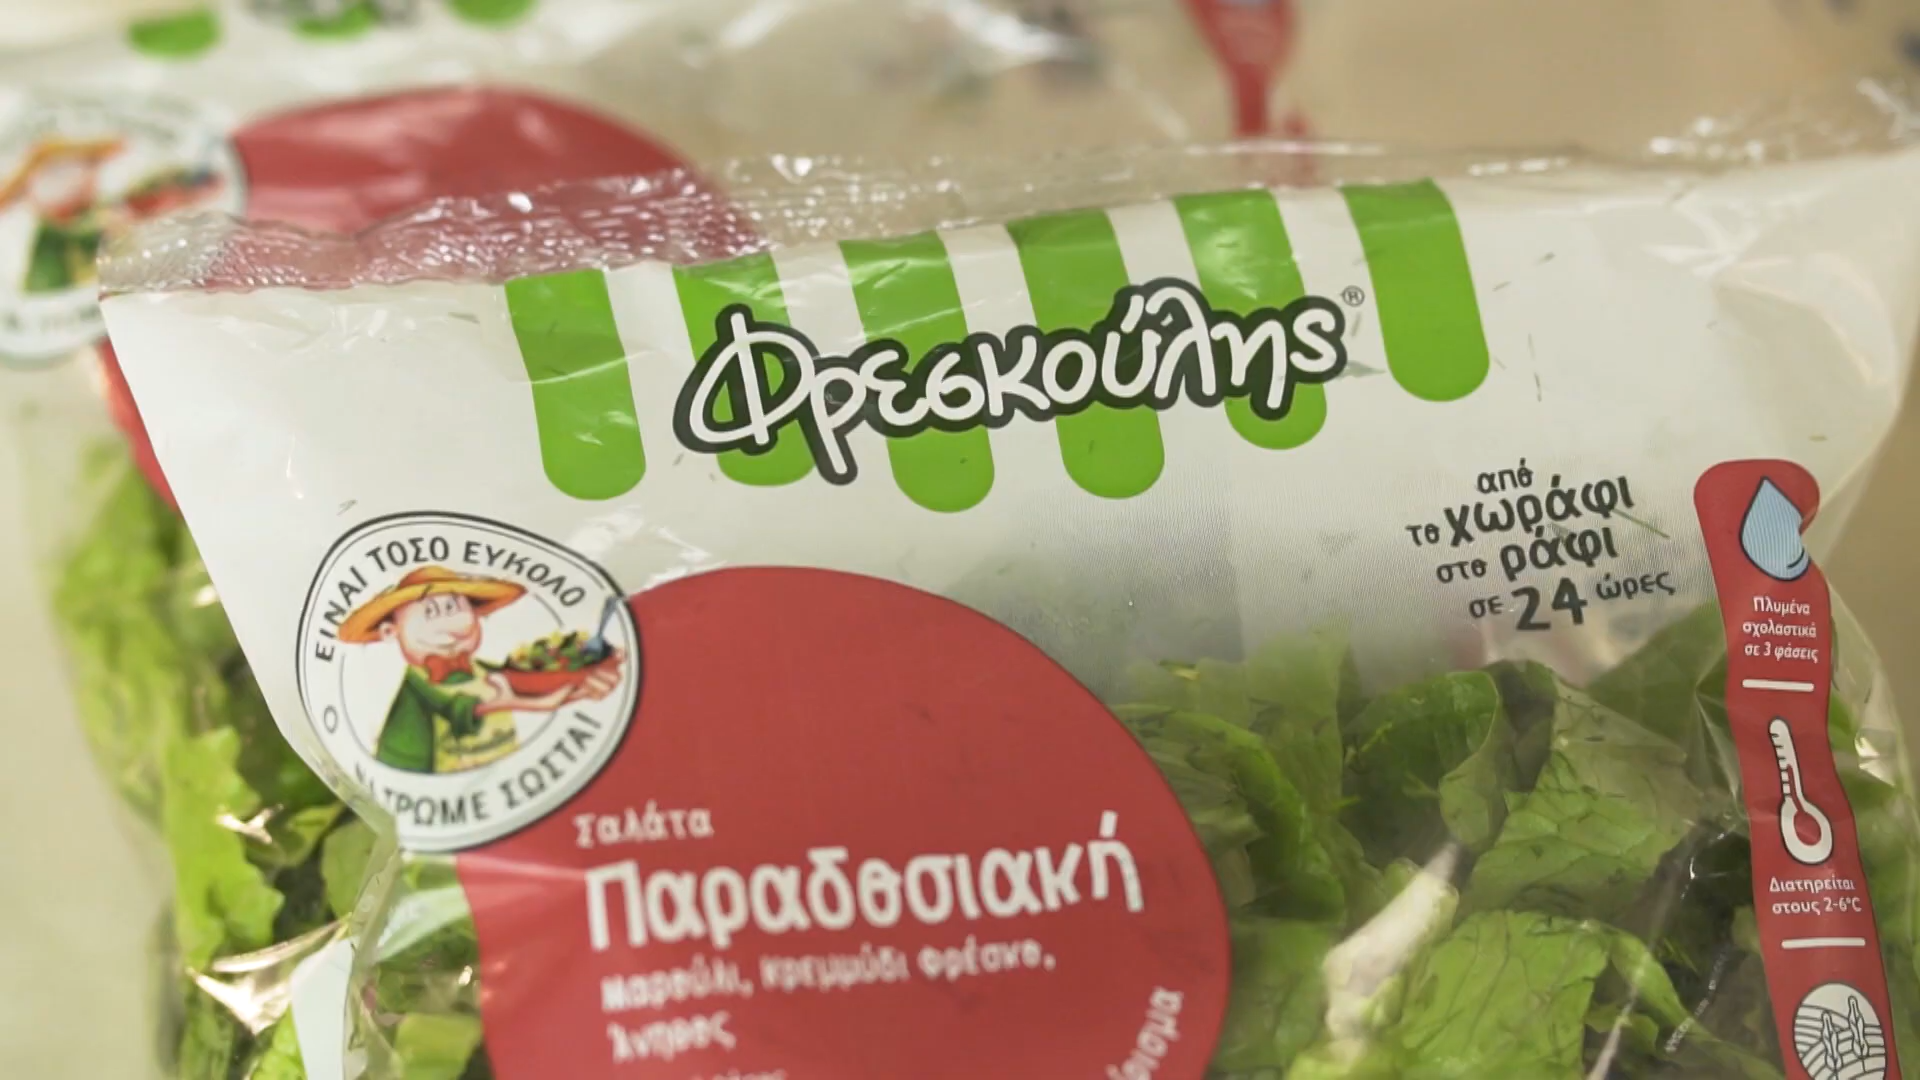 Φρεσκούλης®
από
το χωράφι
στο ράφι
σε 24 ώρες
Πλυμένα
σχολαστικά
σε 3 φάσεις
Διατηρείται
στους 2-6°C
ΕΙΝΑΙ ΤΟΣΟ ΕΥΚΟΛΟ
ΝΑ ΤΡΩΜΕ ΣΩΣΤΑ!
Σαλάτα
Παραδοσιακή
Μαρούλι, Κρεμμύδι Φρέσκο,
Άνηθος